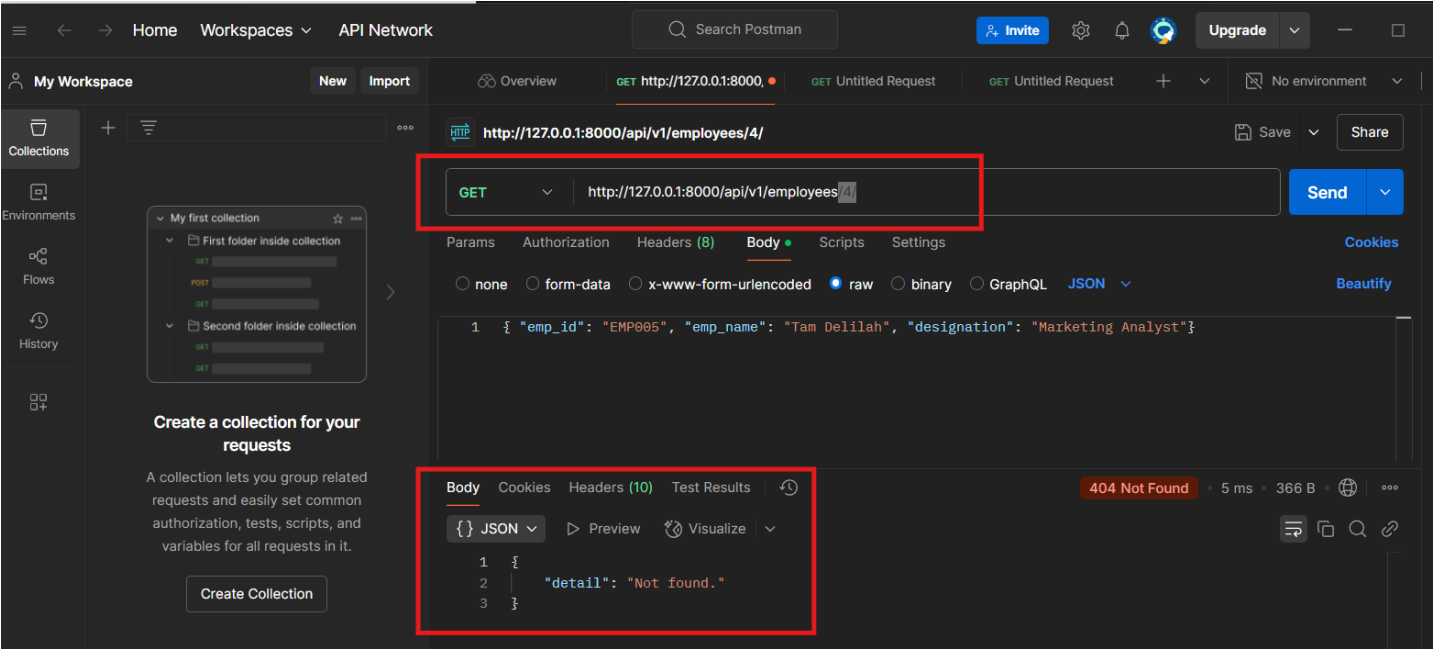 Home Workspaces API Network Search Postman Invite Upgrade
My Workspace New Import Overview GET http://127.0.0.1:8000, GET Untitled Request GET Untitled Request No environment
Collections
Environments
Flows
History
My first collection
First folder inside collection
GET
POST
GET
Second folder inside collection
GET
GET
Create a collection for your
requests
A collection lets you group related
requests and easily set common
authorization, tests, scripts, and
variables for all requests in it.
Create Collection
HTTP http://127.0.0.1:8000/api/v1/employees/4/ Save Share
GET http://127.0.0.1:8000/api/v1/employees/4/ Send
Params Authorization Headers (8) Body Scripts Settings Cookies
none form-data x-www-form-urlencoded raw binary GraphQL JSON Beautify
1 { "emp_id": "EMP005", "emp_name": "Tam Delilah", "designation": "Marketing Analyst"}
Body Cookies Headers (10) Test Results 404 Not Found • 5 ms • 366 B
{} JSON Preview Visualize
1 {
2 "detail": "Not found."
3 }